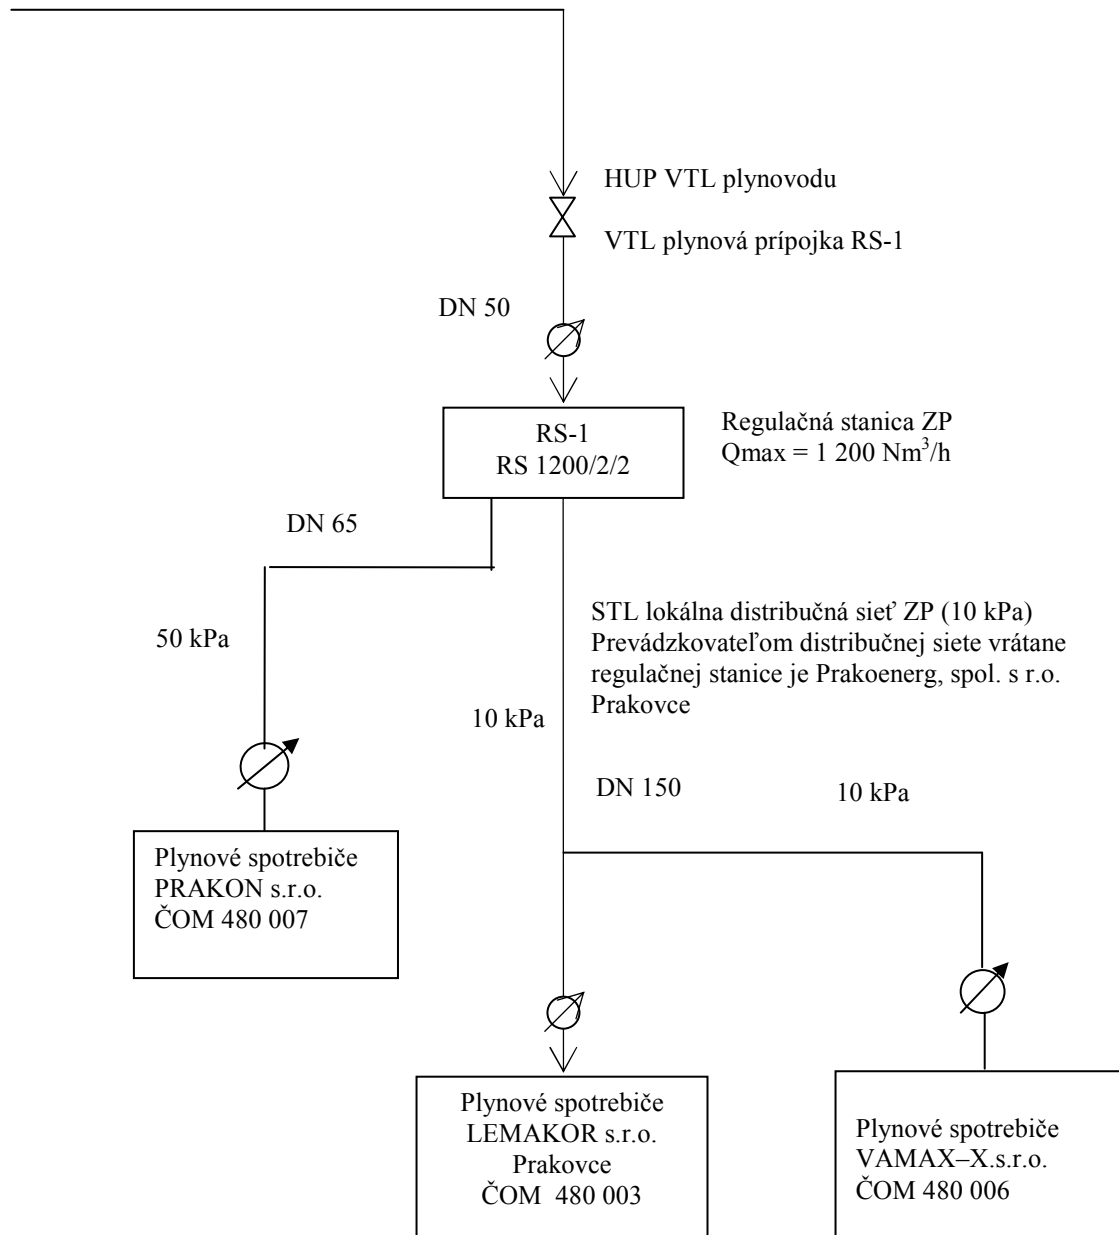 HUP VTL plynovodu
VTL plynová prípojka RS-1
DN 50
RS-1
RS 1200/2/2
Regulačná stanica ZP
Qmax = 1 200 Nm³/h
DN 65
50 kPa
STL lokálna distribučná sieť ZP (10 kPa)
Prevádzkovateľom distribučnej siete vrátane
regulačnej stanice je Prakoenerg, spol. s r.o.
Prakovce
10 kPa
DN 150
10 kPa
Plynové spotrebiče
PRAKON s.r.o.
ČOM 480 007
Plynové spotrebiče
LEMAKOR s.r.o.
Prakovce
ČOM 480 003
Plynové spotrebiče
VAMAX–X.s.r.o.
ČOM 480 006